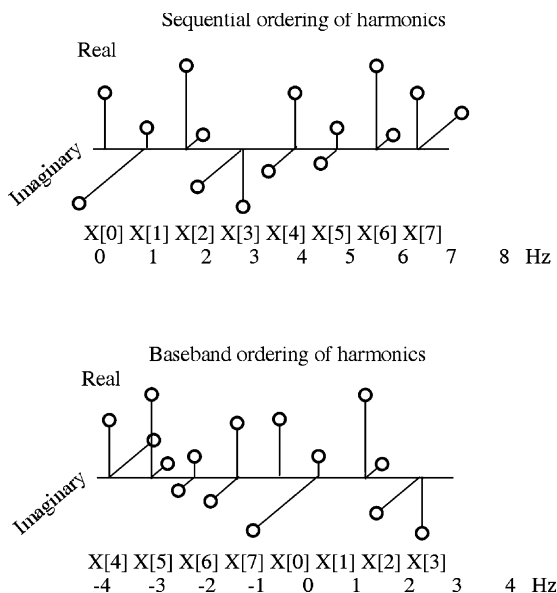 Sequential ordering of harmonics
Real
Imaginary
X[0] X[1] X[2] X[3] X[4] X[5] X[6] X[7]
0 1 2 3 4 5 6 7 8 Hz
Baseband ordering of harmonics
Real
Imaginary
X[4] X[5] X[6] X[7] X[0] X[1] X[2] X[3]
-4 -3 -2 -1 0 1 2 3 4 Hz